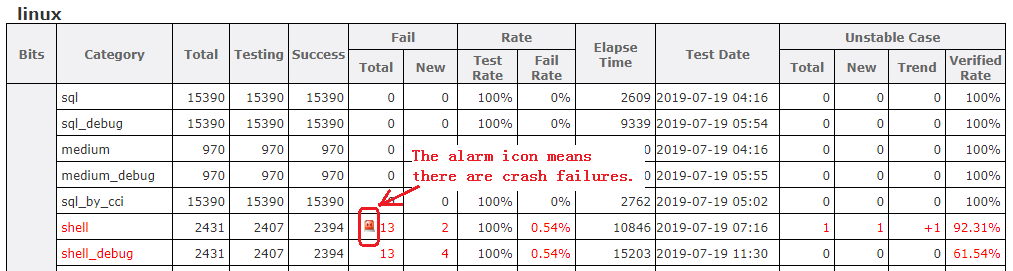 linux
Bits Category Total Testing Success Fail Rate Elapse Time Test Date Unstable Case
Total New Test Rate Fail Rate Total New Trend Verified Rate
sql 15390 15390 15390 0 0 100% 0% 2609 2019-07-19 04:16 0 0 0 100%
sql_debug 15390 15390 15390 0 0 100% 0% 9339 2019-07-19 05:54 0 0 0 100%
medium 970 970 970 0 0 100% 0% 0 2019-07-19 04:16 0 0 0 100%
The alarm icon means
there are crash failures.
medium_debug 970 970 970 0 0 2019-07-19 05:55 0 0 0 100%
sql_by_cci 15390 15390 15390 0 0 100% 0% 2762 2019-07-19 05:02 0 0 0 100%
shell 2431 2407 2394 13 2 100% 0.54% 10846 2019-07-19 07:16 1 1 +1 92.31%
shell_debug 2431 2407 2394 13 4 100% 0.54% 15203 2019-07-19 11:30 0 0 0 61.54%